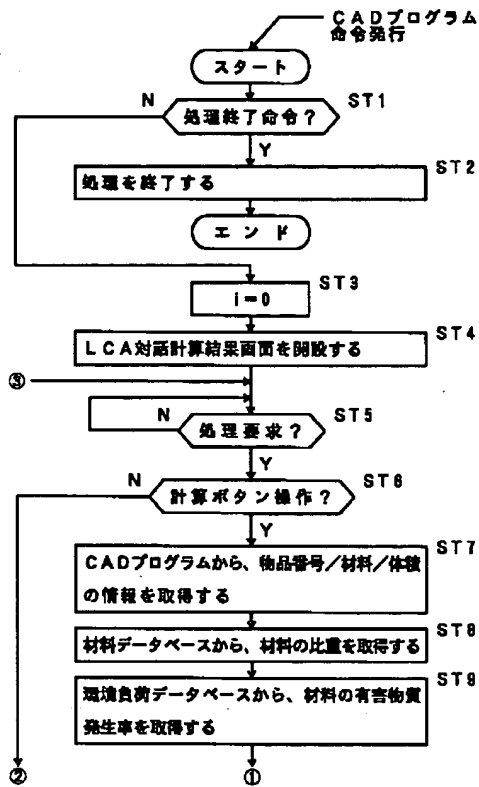 CADプログラム
命令発行
スタート
N
処理終了命令?
ST1
Y
ST2
処理を終了する
エンド
ST3
i=0
ST4
LCA対話計算結果画面を開設する
③
N
処理要求?
ST5
Y
N
計算ボタン操作?
ST6
Y
ST7
CADプログラムから、物品番号/材料/体積
の情報を取得する
ST8
材料データベースから、材料の比重を取得する
ST9
環境負荷データベースから、材料の有害物質
発生率を取得する
②
①